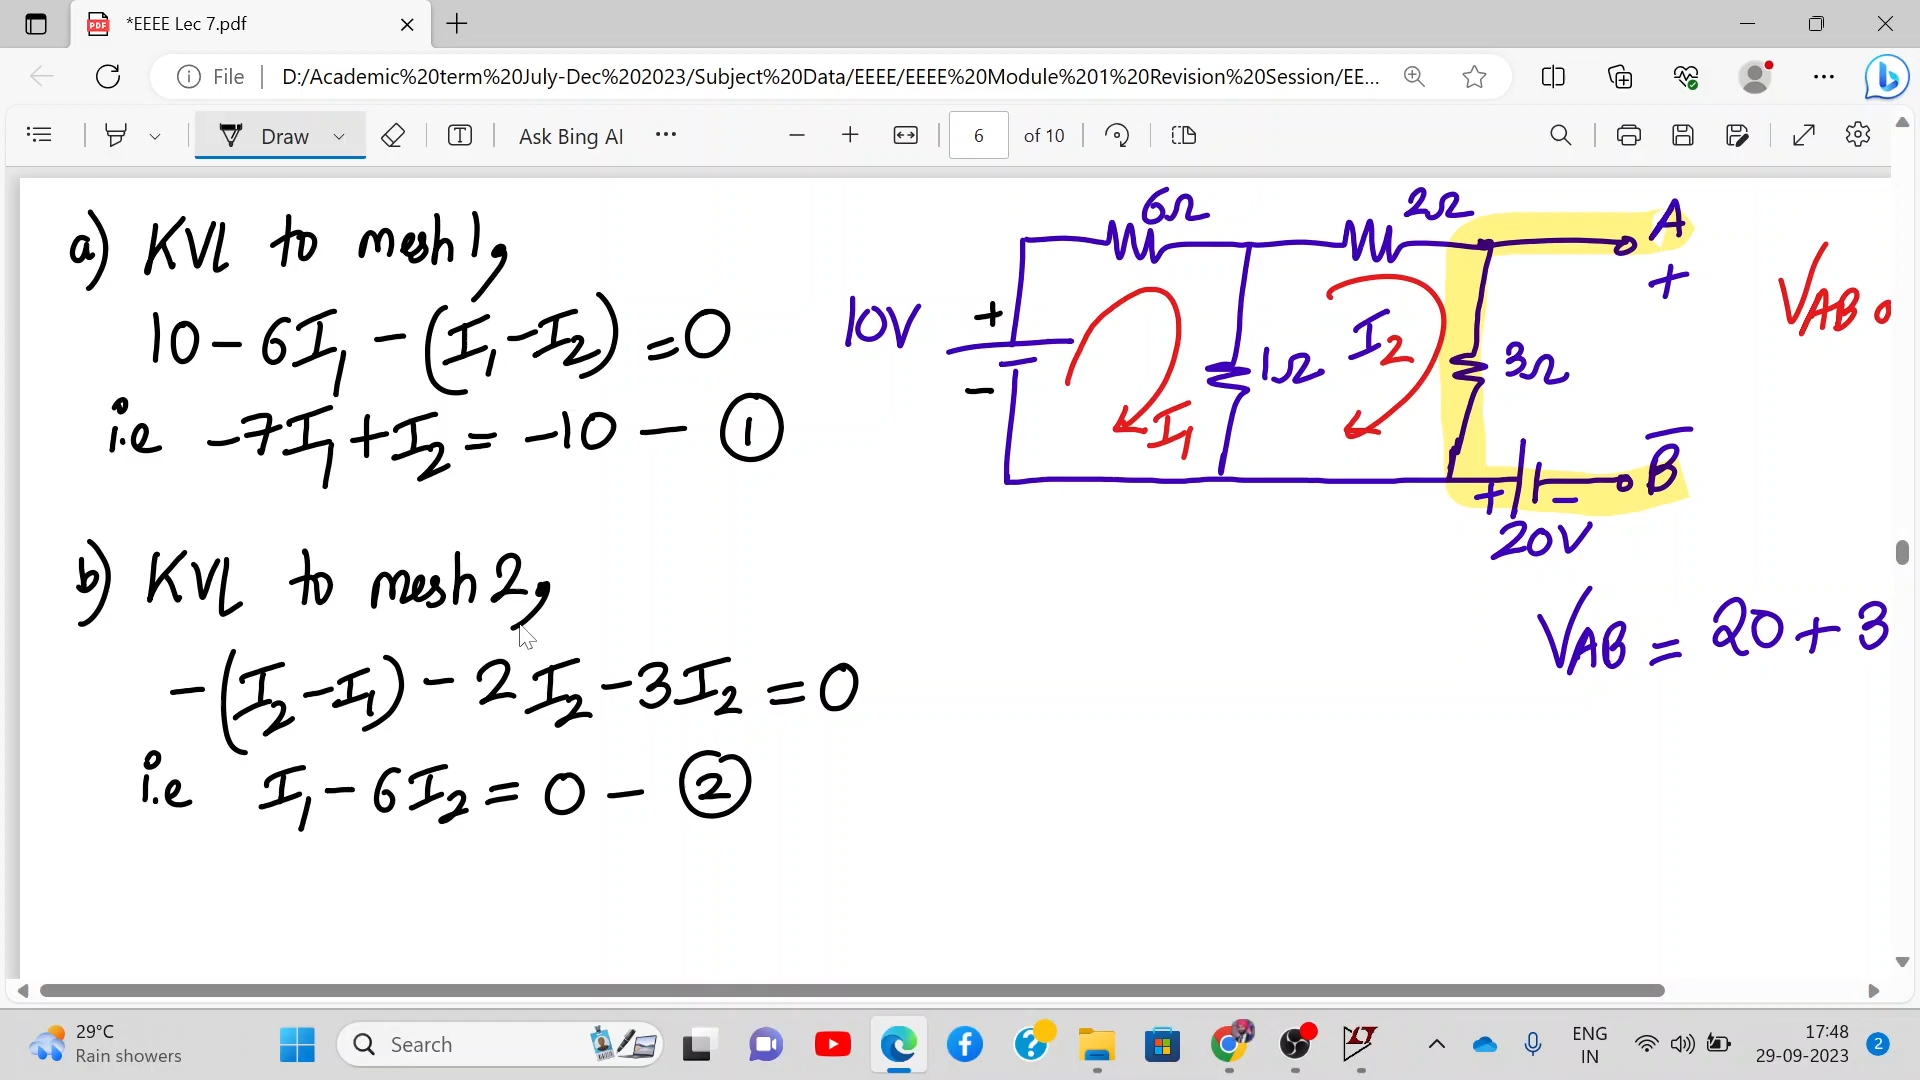 *EEEE Lec 7.pdf
File
D:/Academic%20term%20July-Dec%202023/Subject%20Data/EEEE/EEEE%20Module%201%20Revision%20Session/EE...
Draw
Ask Bing AI
6 of 10
a) KVL to mesh 1,
10 - 6I₁ - (I₁ - I₂) = 0
i.e -7I₁ + I₂ = -10 - ①
b) KVL to mesh 2,
-(I₂ - I₁) - 2I₂ - 3I₂ = 0
i.e I₁ - 6I₂ = 0 - ②
6Ω
2Ω
A
+
10V
+
-
1Ω
I₁
I₂
3Ω
B
+ -
20V
V_AB
V_AB = 20 + 3
29°C
Rain showers
Search
ENG
IN
17:48
29-09-2023
2